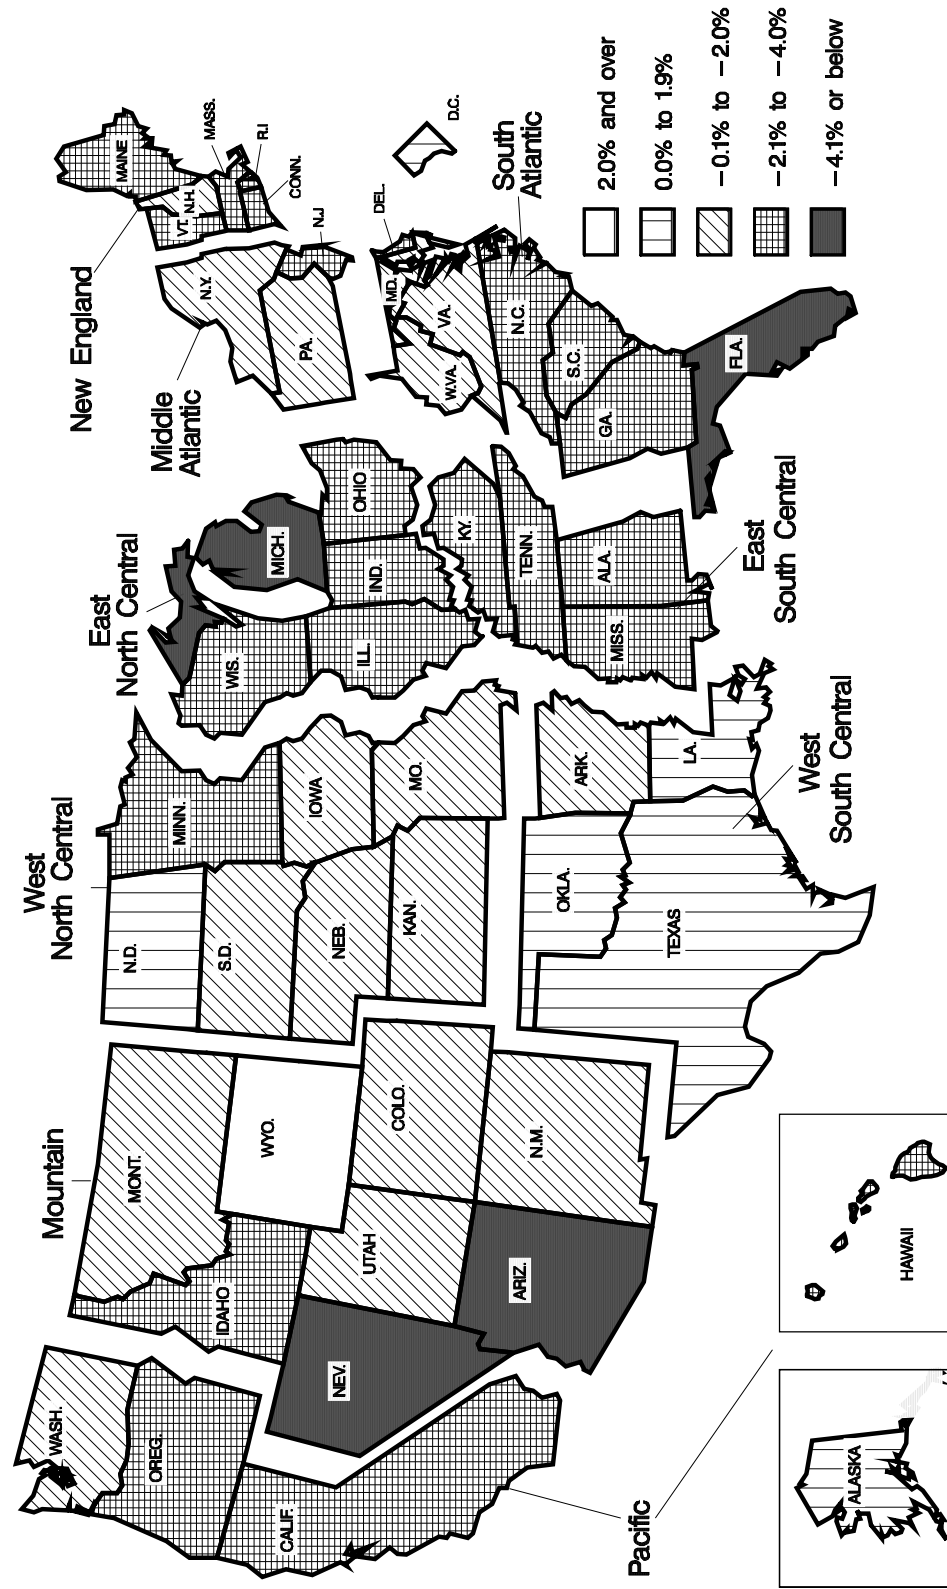 Pacific
Mountain
West
North Central
East
North Central
Middle
Atlantic
New England
South
Atlantic
East
South Central
West
South Central
WASH.
OREG.
CALIF.
NEV.
IDAHO
MONT.
WYO.
UTAH
ARIZ.
COLO.
N.M.
N.D.
S.D.
NEB.
KAN.
MINN.
IOWA
MO.
OKLA.
TEXAS
ARK.
LA.
WIS.
MICH.
ILL.
IND.
OHIO
KY.
TENN.
MISS.
ALA.
N.Y.
PA.
N.J
MAINE
VT.
N.H.
MASS.
R.I
CONN.
DEL.
MD.
D.C.
VA.
W.VA.
N.C.
S.C.
GA.
FLA.
ALASKA
HAWAII
2.0% and over
0.0% to 1.9%
−0.1% to −2.0%
−2.1% to −4.0%
−4.1% or below